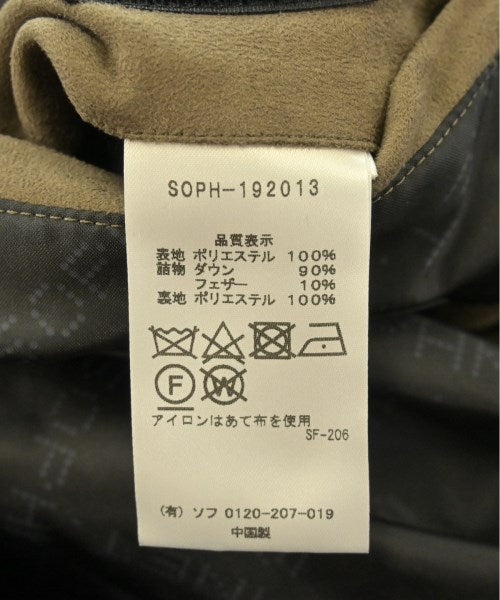 SOPH-192013
品質表示
表地 ポリエステル 100%
詰物 ダウン 90%
フェザー 10%
裏地 ポリエステル 100%
F W
アイロンはあて布を使用
SF-206
(有) ソフ 0120-207-019
中国製